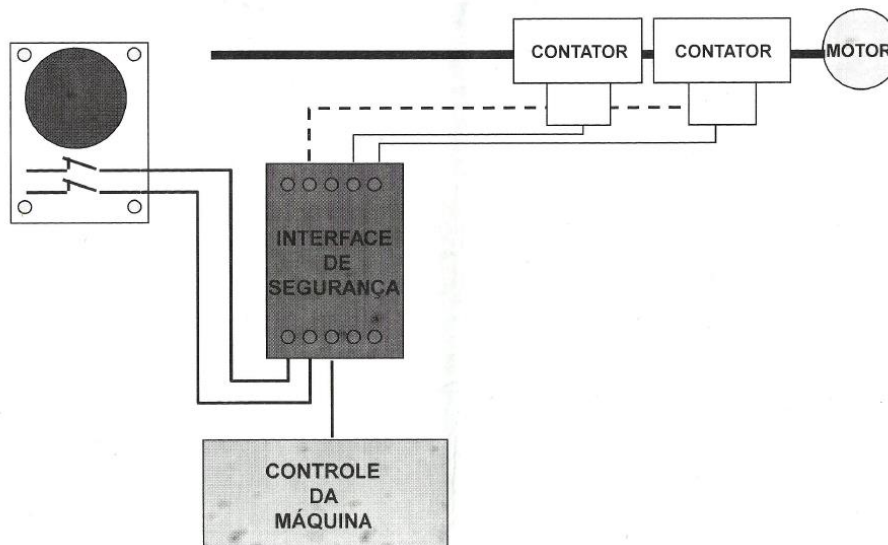 CONTATOR
CONTATOR
MOTOR
INTERFACE
DE
SEGURANÇA
CONTROLE
DA
MÁQUINA